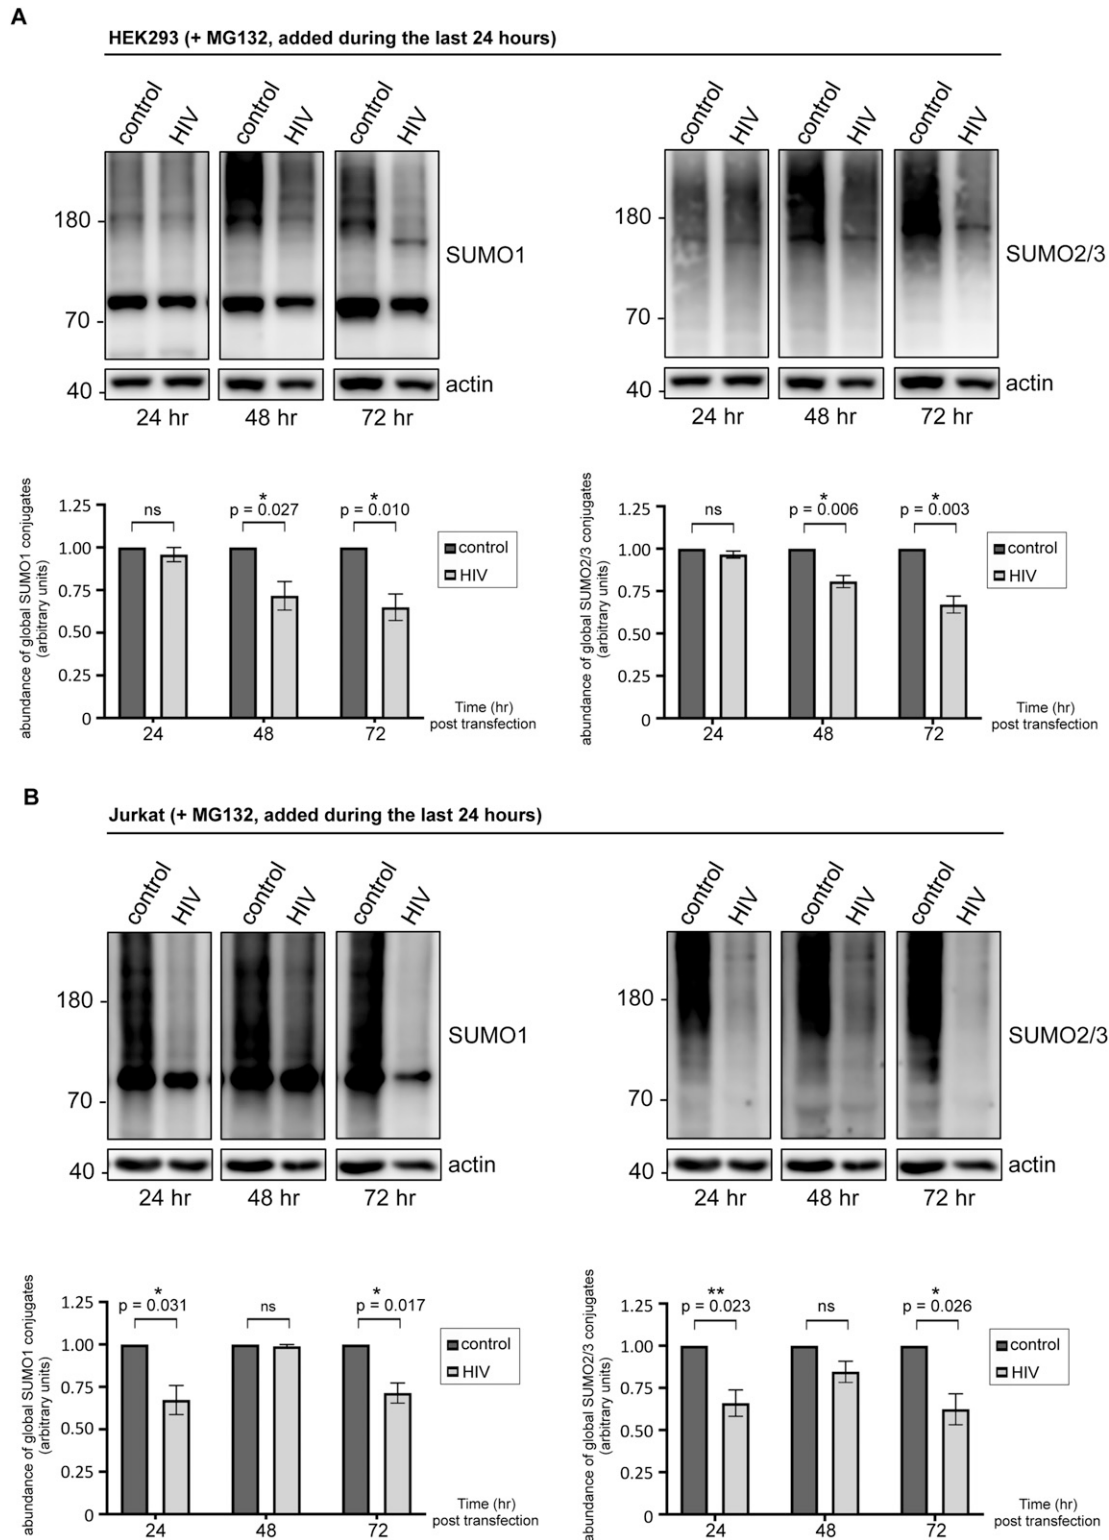 A
HEK293 (+ MG132, added during the last 24 hours)
control HIV control HIV control HIV
180
70
SUMO1
40
actin
24 hr 48 hr 72 hr
control HIV control HIV control HIV
180
70
SUMO2/3
40
actin
24 hr 48 hr 72 hr
abundance of global SUMO1 conjugates
(arbitrary units)
1.25
1.00
0.75
0.50
0.25
0
ns
*
p = 0.027
*
p = 0.010
control
HIV
24 48 72
Time (hr)
post transfection
abundance of global SUMO2/3 conjugates
(arbitrary units)
1.25
1.00
0.75
0.50
0.25
0
ns
*
p = 0.006
*
p = 0.003
control
HIV
24 48 72
Time (hr)
post transfection
B
Jurkat (+ MG132, added during the last 24 hours)
control HIV control HIV control HIV
180
70
SUMO1
40
actin
24 hr 48 hr 72 hr
control HIV control HIV control HIV
180
70
SUMO2/3
40
actin
24 hr 48 hr 72 hr
abundance of global SUMO1 conjugates
(arbitrary units)
1.25
1.00
0.75
0.50
0.25
0
*
p = 0.031
ns
*
p = 0.017
control
HIV
24 48 72
Time (hr)
post transfection
abundance of global SUMO2/3 conjugates
(arbitrary units)
1.25
1.00
0.75
0.50
0.25
0
**
p = 0.023
ns
*
p = 0.026
control
HIV
24 48 72
Time (hr)
post transfection